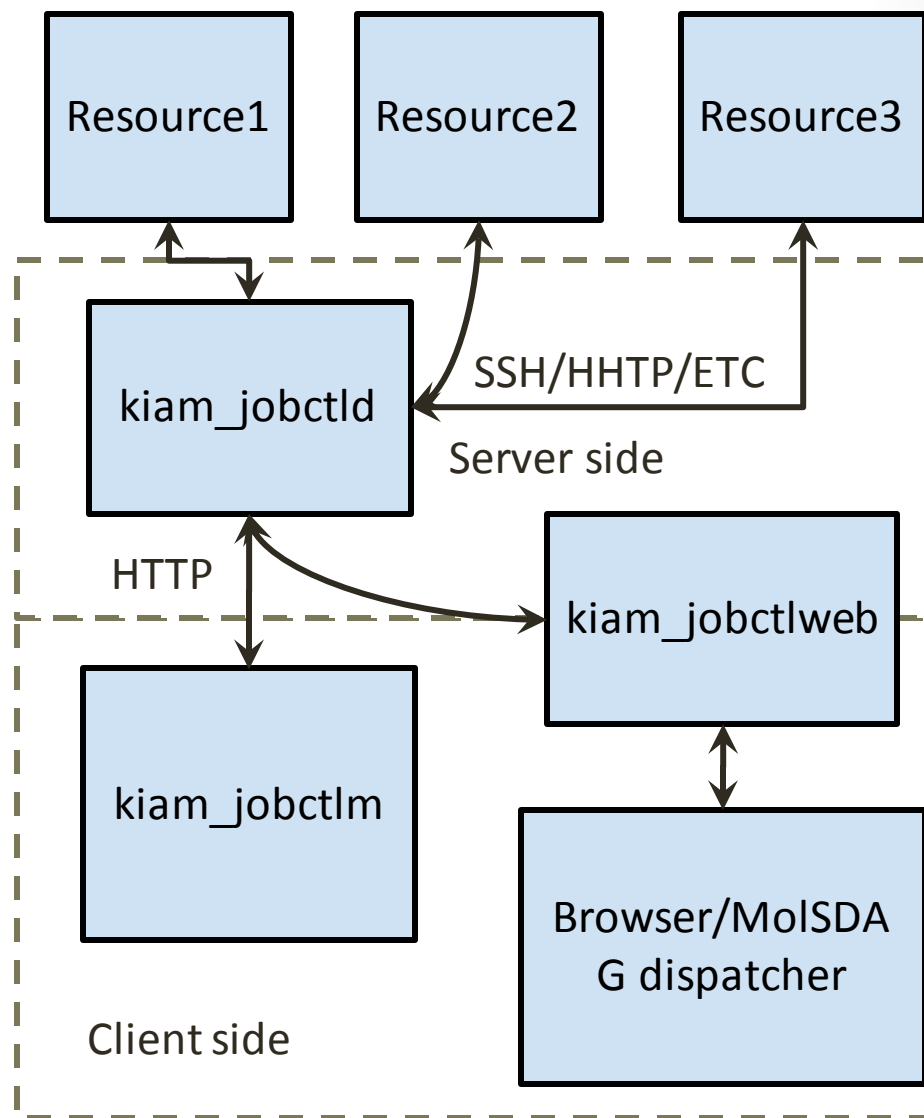 Resource1
Resource2
Resource3
kiam_jobctld
SSH/HHTP/ETC
Server side
HTTP
kiam_jobctlweb
kiam_jobctlm
Browser/MolSDA
G dispatcher
Client side